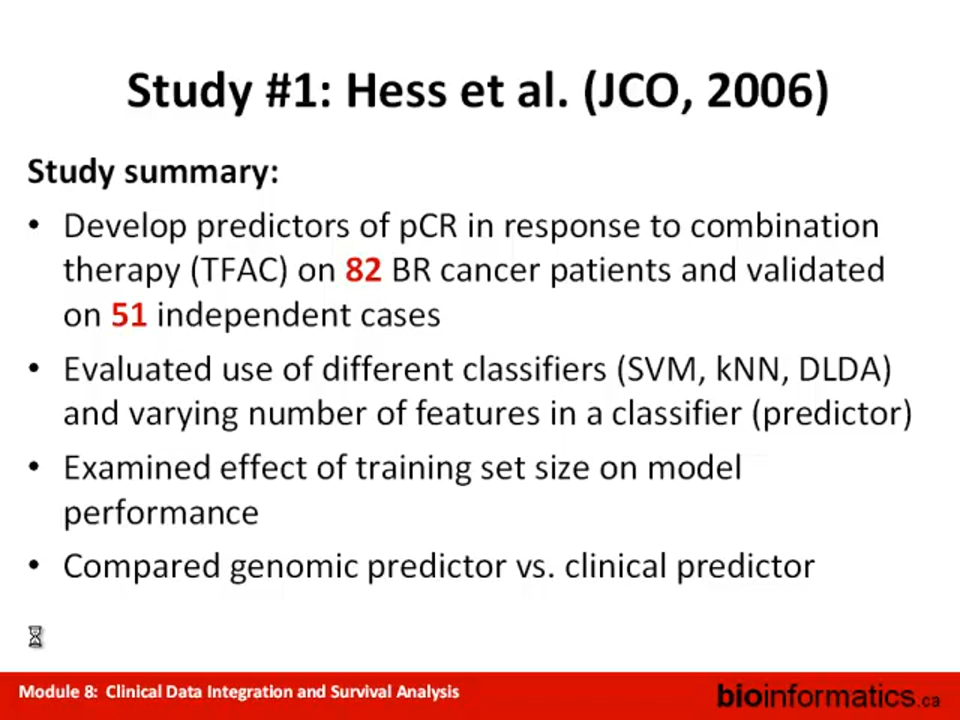 Study #1: Hess et al. (JCO, 2006)
Study summary:
• Develop predictors of pCR in response to combination
therapy (TFAC) on 82 BR cancer patients and validated
on 51 independent cases
• Evaluated use of different classifiers (SVM, kNN, DLDA)
and varying number of features in a classifier (predictor)
• Examined effect of training set size on model
performance
• Compared genomic predictor vs. clinical predictor
Module 8: Clinical Data Integration and Survival Analysis
bioinformatics.ca